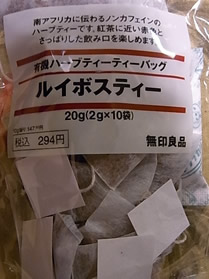 南アフリカに伝わるノンカフェインの
ハーブティーです。紅茶に近い赤色と
さっぱりした飲み口を楽しめます。
有機ハーブティーティーバッグ
ルイボスティー
20g(2g×10袋)
税込 294円
無印良品